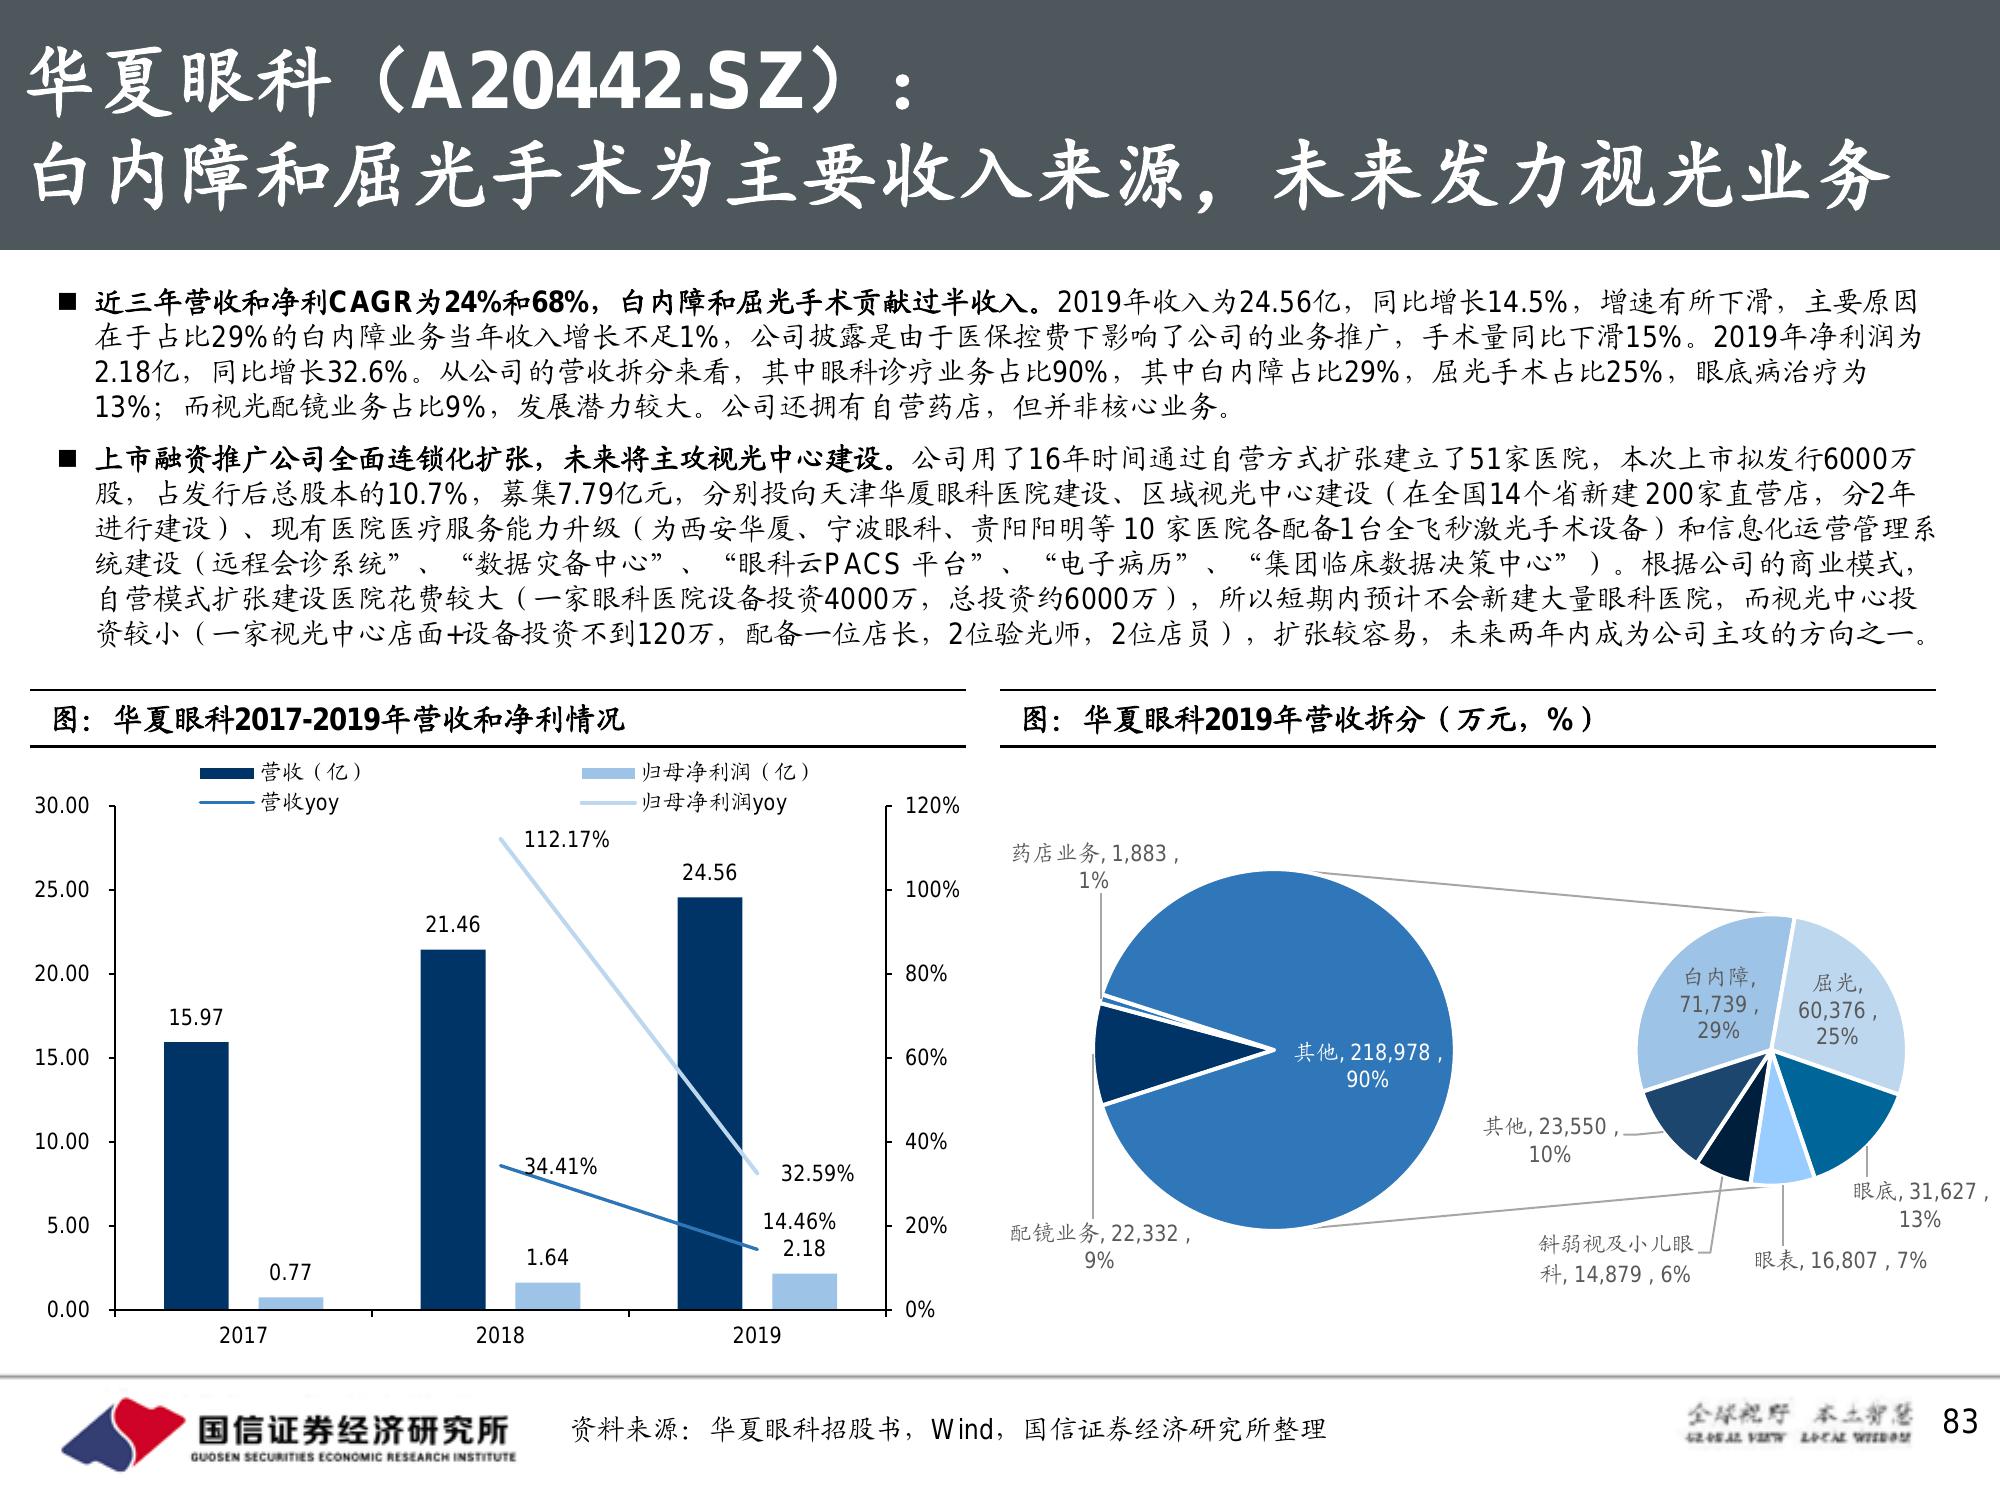 华夏眼科（A20442.SZ）:
白内障和屈光手术为主要收入来源，未来发力视光业务
■ 近三年营收和净利CAGR为24%和68%，白内障和屈光手术贡献过半收入。2019年收入为24.56亿，同比增长14.5%，增速有所下滑，主要原因
在于占比29%的白内障业务当年收入增长不足1%，公司披露是由于医保控费下影响了公司的业务推广，手术量同比下滑15%。2019年净利润为
2.18亿，同比增长32.6%。从公司的营收拆分来看，其中眼科诊疗业务占比90%，其中白内障占比29%，屈光手术占比25%，眼底病治疗为
13%；而视光配镜业务占比9%，发展潜力较大。公司还拥有自营药店，但并非核心业务。
■ 上市融资推广公司全面连锁化扩张，未来将主攻视光中心建设。公司用了16年时间通过自营方式扩张建立了51家医院，本次上市拟发行6000万
股，占发行后总股本的10.7%，募集7.79亿元，分别投向天津华厦眼科医院建设、区域视光中心建设（在全国14个省新建200家直营店，分2年
进行建设）、现有医院医疗服务能力升级（为西安华厦、宁波眼科、贵阳阳明等 10 家医院各配备1台全飞秒激光手术设备）和信息化运营管理系
统建设（远程会诊系统”、“数据灾备中心”、“眼科云PACS 平台”、“电子病历”、“集团临床数据决策中心”）。根据公司的商业模式，
自营模式扩张建设医院花费较大（一家眼科医院设备投资4000万，总投资约6000万），所以短期内预计不会新建大量眼科医院，而视光中心投
资较小（一家视光中心店面+设备投资不到120万，配备一位店长，2位验光师，2位店员），扩张较容易，未来两年内成为公司主攻的方向之一。
图：华夏眼科2017-2019年营收和净利情况
营收（亿）
归母净利润（亿）
营收yoy
归母净利润yoy
30.00
25.00
20.00
15.00
10.00
5.00
0.00
120%
100%
80%
60%
40%
20%
0%
15.97
0.77
21.46
1.64
24.56
2.18
112.17%
32.59%
34.41%
14.46%
2017
2018
2019
图：华夏眼科2019年营收拆分（万元，%）
药店业务, 1,883 ,
1%
其他, 218,978 ,
90%
配镜业务, 22,332 ,
9%
白内障,
71,739 ,
29%
屈光,
60,376 ,
25%
其他, 23,550 ,
10%
眼底, 31,627 ,
13%
斜弱视及小儿眼
科, 14,879 , 6%
眼表, 16,807 , 7%
国信证券经济研究所
GUOSEN SECURITIES ECONOMIC RESEARCH INSTITUTE
资料来源：华夏眼科招股书，Wind，国信证券经济研究所整理
全球视野 本土智慧
GLOBAL VIEW LOCAL WISDOM
83